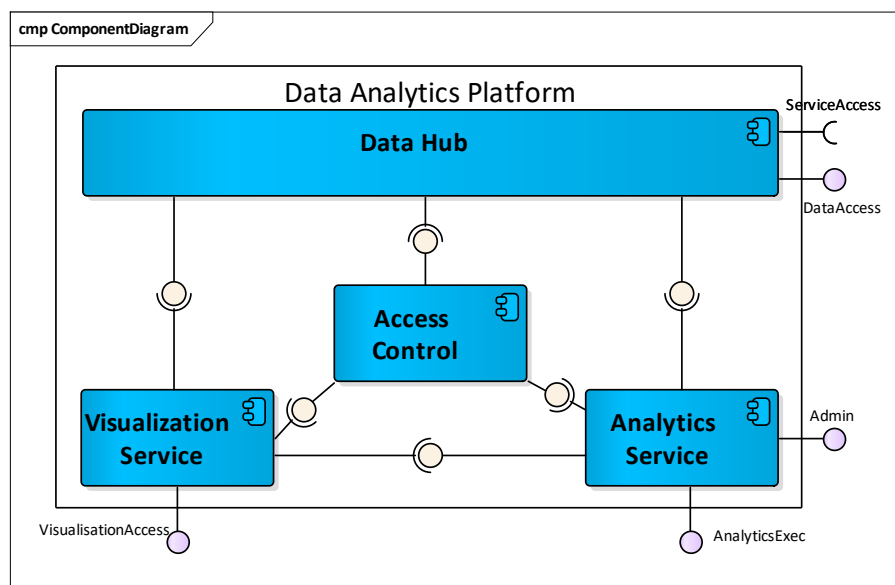 cmp ComponentDiagram
Data Analytics Platform
ServiceAccess
Data Hub
DataAccess
Access
Control
Visualization
Service
Analytics
Service
Admin
VisualisationAccess
AnalyticsExec